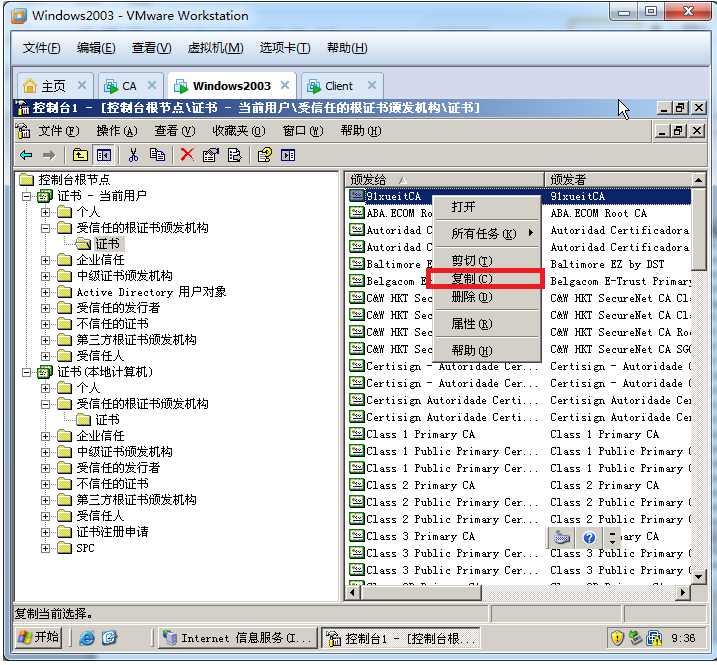 Windows2003 - VMware Workstation
文件(F) 编辑(E) 查看(V) 虚拟机(M) 选项卡(T) 帮助(H)
主页 CA Windows2003 Client
控制台1 - [控制台根节点\证书 - 当前用户\受信任的根证书颁发机构\证书]
文件(F) 操作(A) 查看(V) 收藏夹(O) 窗口(W) 帮助(H)
控制台根节点
证书 - 当前用户
个人
受信任的根证书颁发机构
证书
企业信任
中级证书颁发机构
Active Directory 用户对象
受信任的发行者
不信任的证书
第三方根证书颁发机构
受信任人
证书(本地计算机)
个人
受信任的根证书颁发机构
证书
企业信任
中级证书颁发机构
受信任的发行者
不信任的证书
第三方根证书颁发机构
受信任人
证书注册申请
SPC
颁发给 颁发者
91xueitCA 91xueitCA
ABA.ECOM Ro ABA.ECOM Root CA
Autoridad C Autoridad Certificadora
Autoridad C Autoridad Certificadora
Baltimore E Baltimore EZ by DST
Belgacom E- Belgacom E-Trust Primary
C&W HKT Sec C&W HKT SecureNet CA Cl
C&W HKT Sec C&W HKT SecureNet CA Cl
C&W HKT Sec C&W HKT SecureNet CA Ro
C&W HKT Sec C&W HKT SecureNet CA SG
Certisign - Autoridade Ce... Certisign - Autoridade C
Certisign - Autoridade Ce... Certisign - Autoridade C
Certisign Autoridade Certi... Certisign Autoridade Ce
Certisign Autoridade Certi... Certisign Autoridade Ce
Class 1 Primary CA Class 1 Primary CA
Class 1 Public Primary Cer... Class 1 Public Primary
Class 1 Public Primary Cer... Class 1 Public Primary
Class 2 Primary CA Class 2 Primary CA
Class 2 Public Primary Cer... Class 2 Public Primary
Class 2 Public Primary Cer... Class 2 Public Primary
Class 3 Primary CA ary CA
Class 3 Public Primary Cer... Class 3 Public Primary
Class 3 Public Primary Cer... Class 3 Public Primary
打开
所有任务(K)
剪切(T)
复制(C)
删除(D)
属性(R)
帮助(H)
复制当前选择。
开始 Internet 信息服务(I... 控制台1 - [控制台根... 9:36